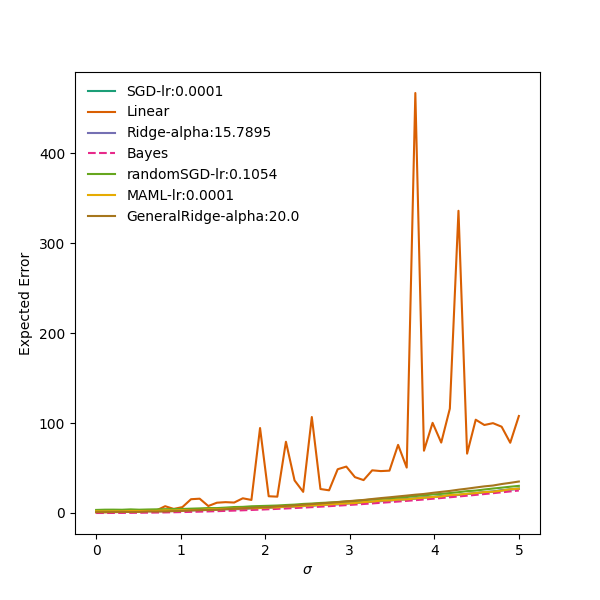 SGD-lr:0.0001
Linear
Ridge-alpha:15.7895
Bayes
randomSGD-lr:0.1054
MAML-lr:0.0001
GeneralRidge-alpha:20.0
Expected Error
400
300
200
100
0
0 1 2 3 4 5
σ